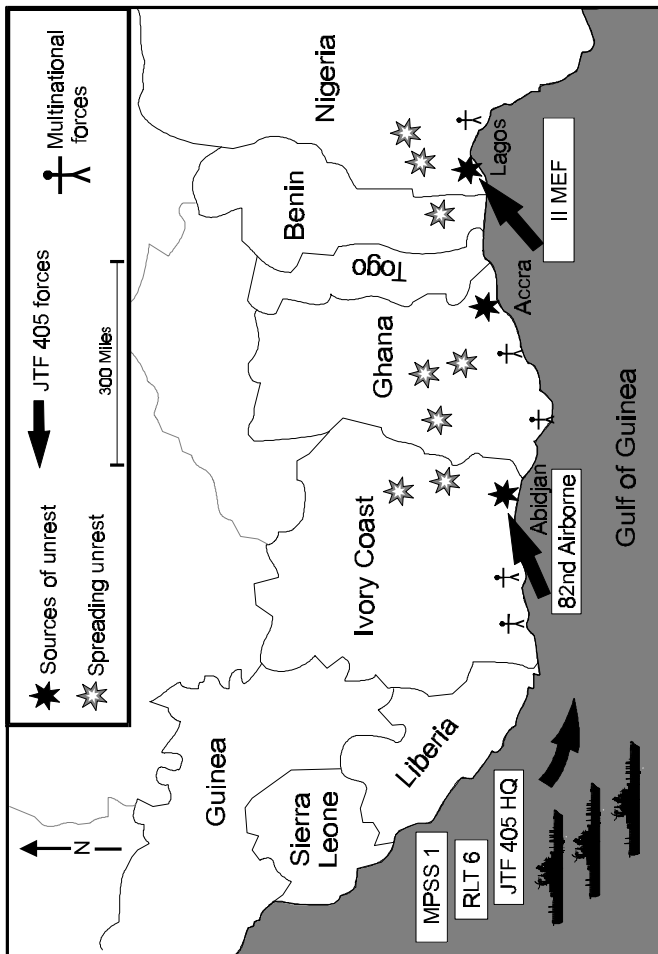 N
Sources of unrest
Spreading unrest
JTF 405 forces
300 Miles
Multinational
forces
Guinea
Sierra
Leone
Liberia
Ivory Coast
Ghana
Togo
Benin
Nigeria
Abidjan
Accra
Lagos
MPSS 1
RLT 6
JTF 405 HQ
82nd Airborne
II MEF
Gulf of Guinea